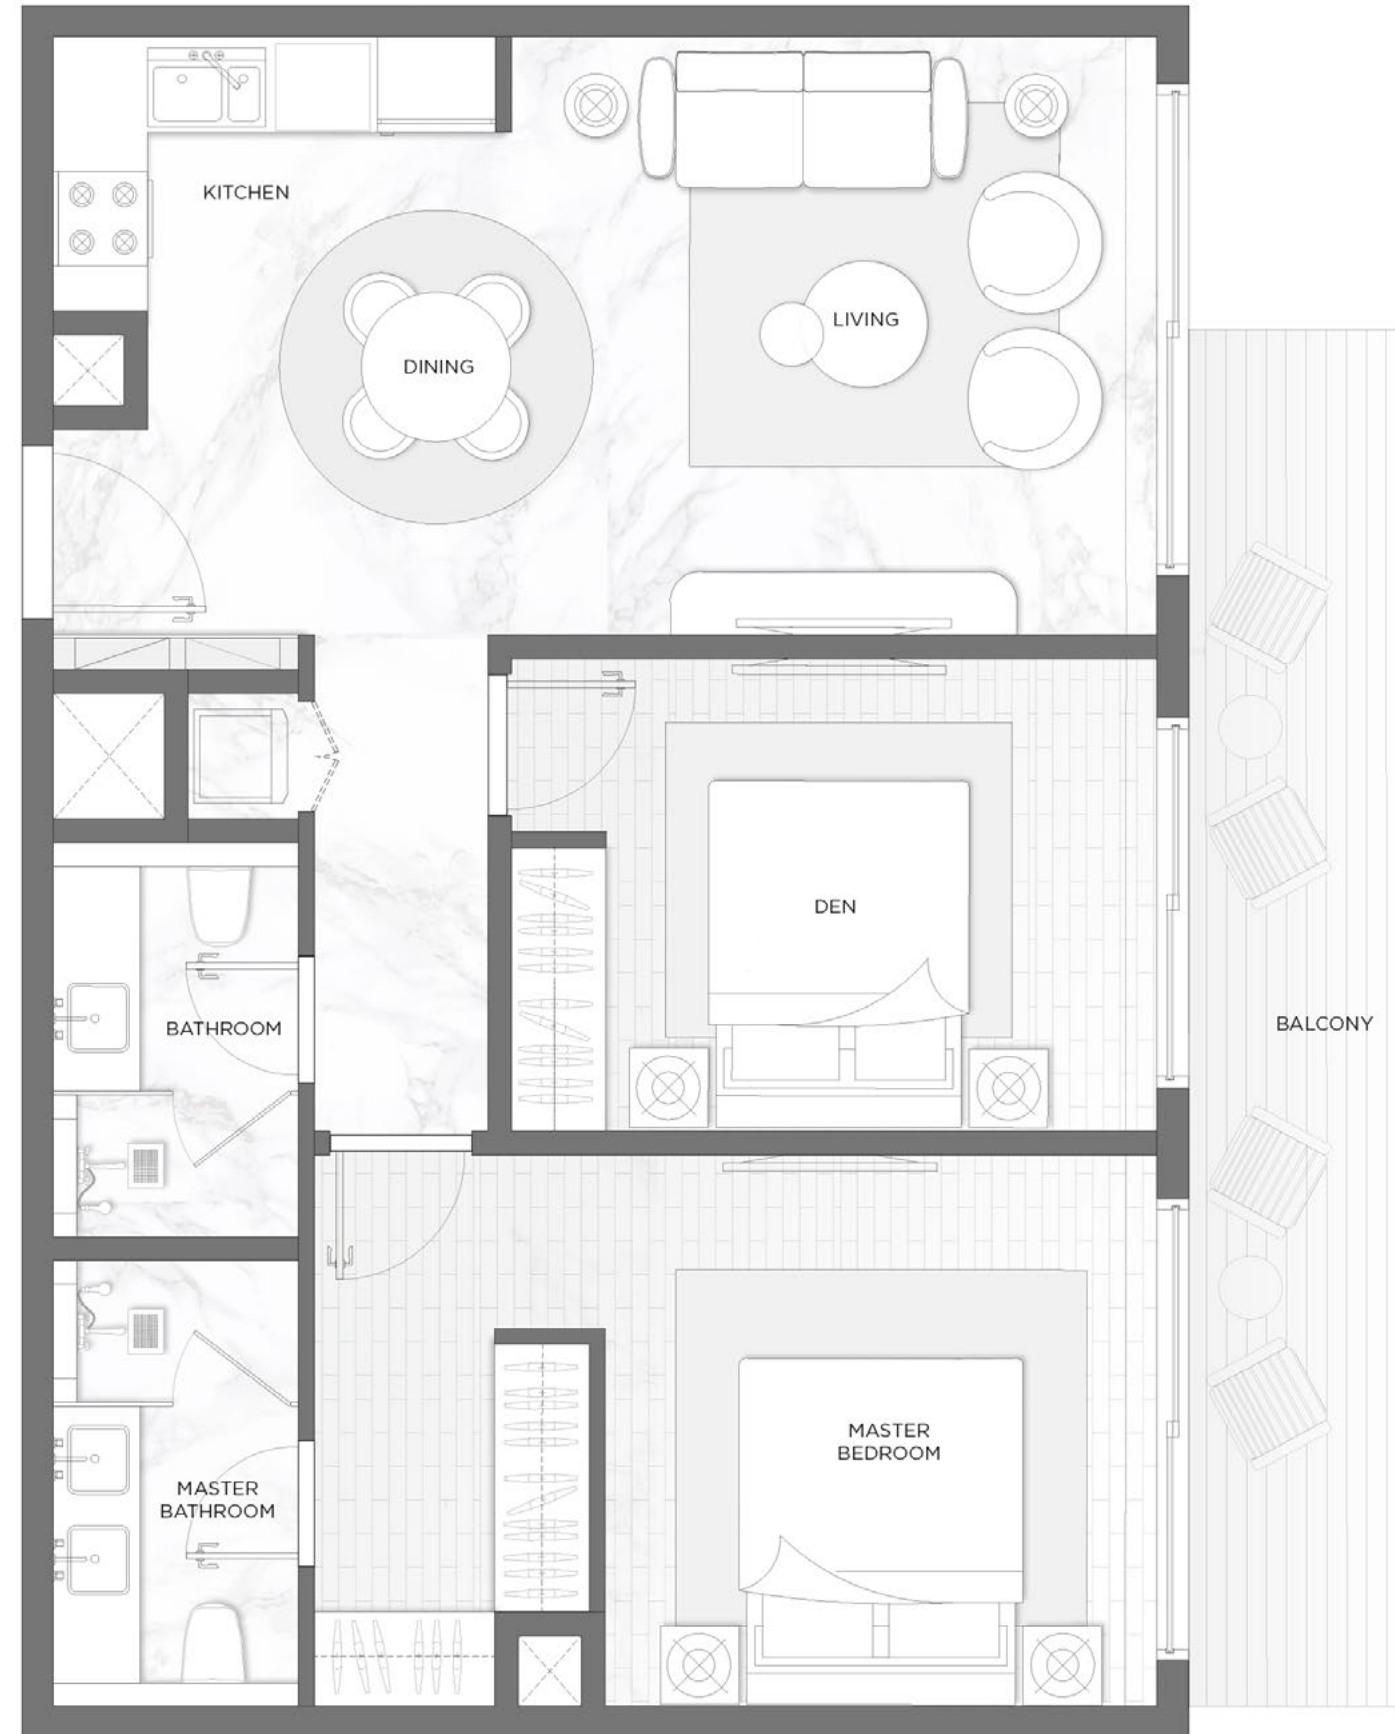 KITCHEN
DINING
LIVING
DEN
BATHROOM
BALCONY
MASTER
BEDROOM
MASTER
BATHROOM